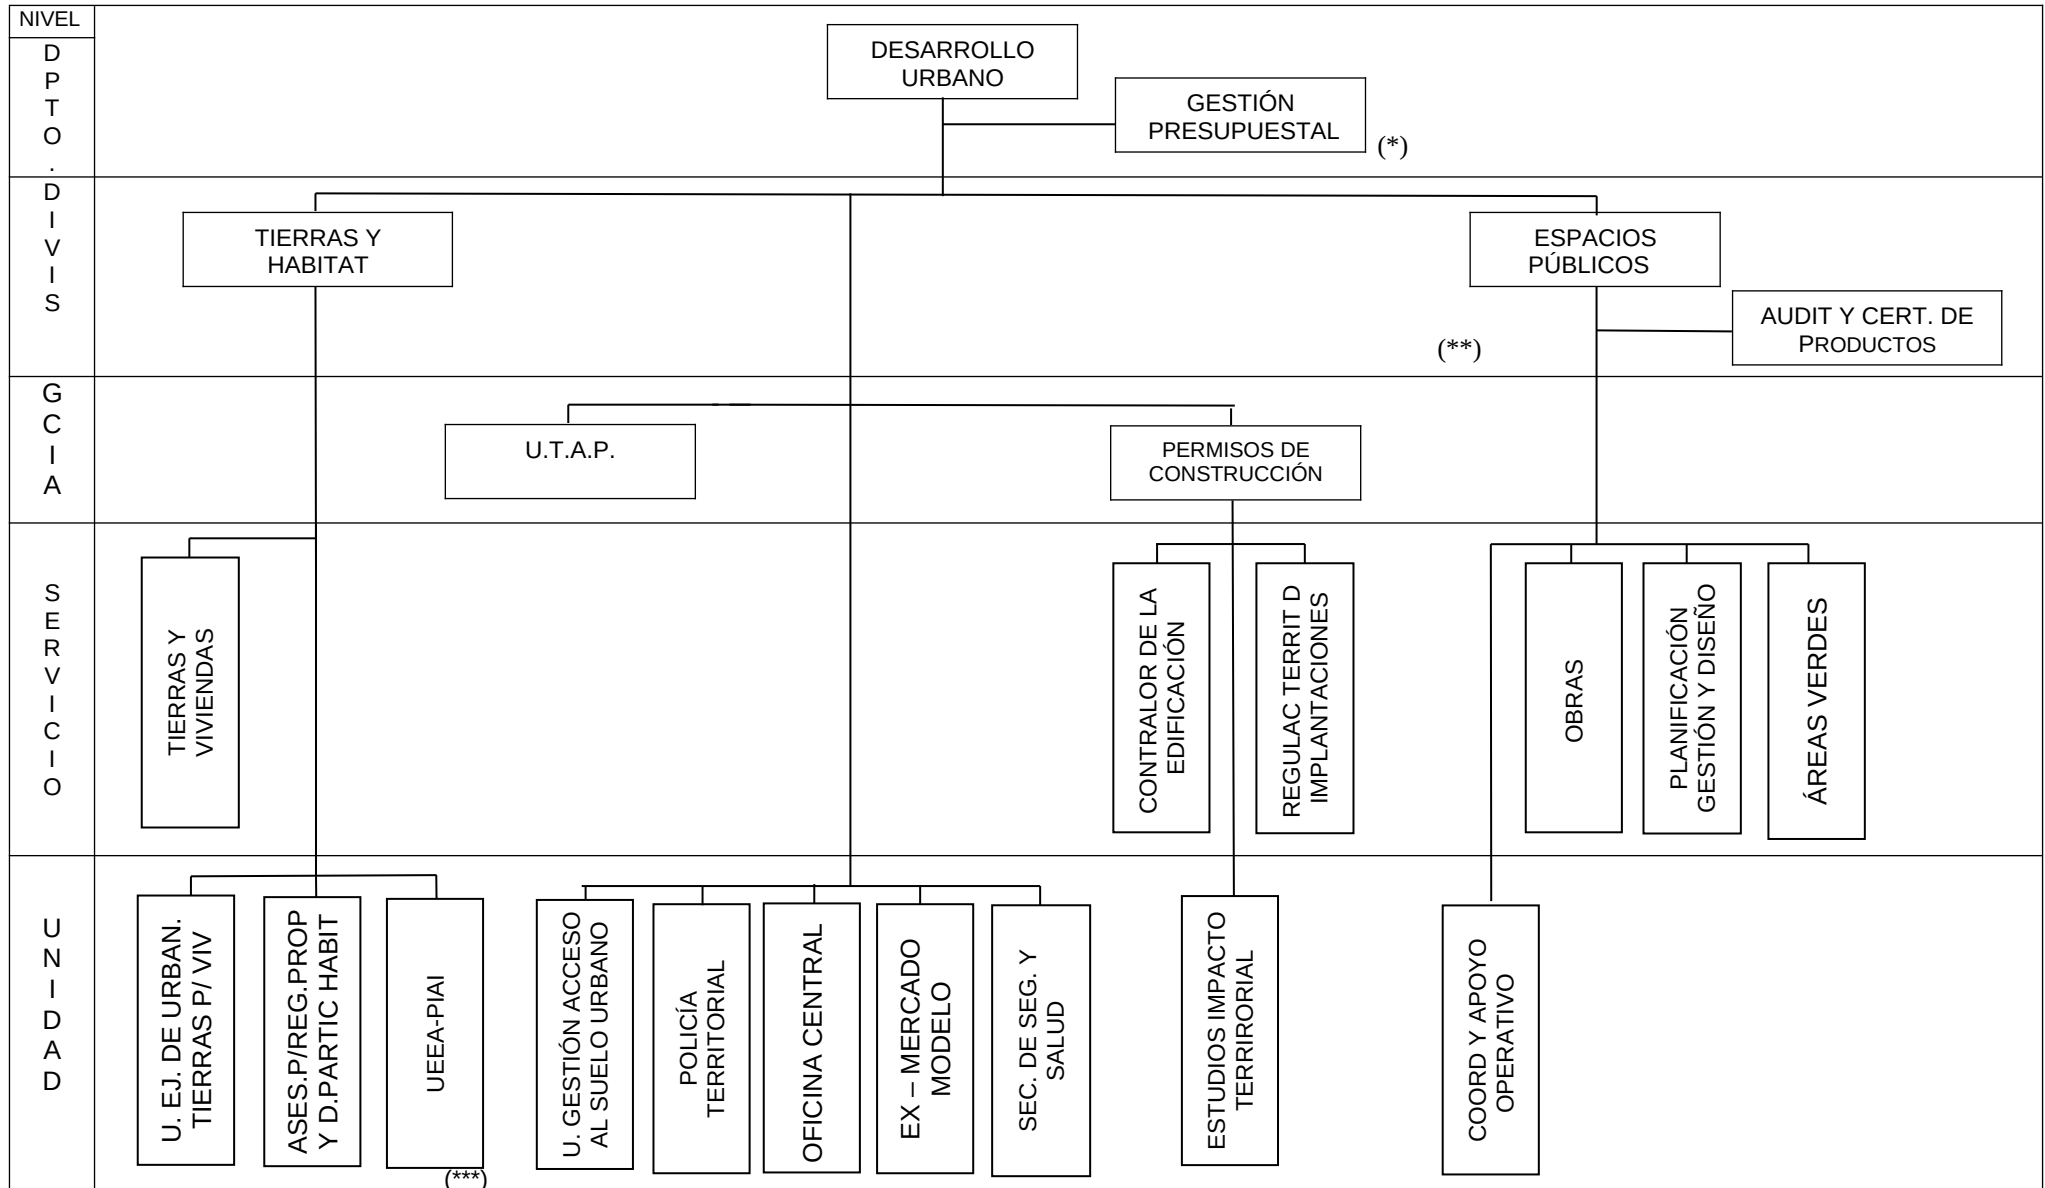 NIVEL
D
P
T
O
.
DESARROLLO
URBANO
GESTIÓN
PRESUPUESTAL
(*)
D
I
V
I
S
TIERRAS Y
HABITAT
ESPACIOS
PÚBLICOS
AUDIT Y CERT. DE
PRODUCTOS
(**)
G
C
I
A
U.T.A.P.
PERMISOS DE
CONSTRUCCIÓN
S
E
R
V
I
C
I
O
TIERRAS Y
VIVIENDAS
CONTRALOR DE LA
EDIFICACIÓN
REGULAC TERRIT D
IMPLANTACIONES
OBRAS
PLANIFICACIÓN
GESTIÓN Y DISEÑO
ÁREAS VERDES
U
N
I
D
A
D
U. EJ. DE URBAN.
TIERRAS P/ VIV
ASES.P/REG.PROP
Y D.PARTIC HABIT
UEEA-PIAI
(***)
U. GESTIÓN ACCESO
AL SUELO URBANO
POLICÍA
TERRITORIAL
OFICINA CENTRAL
EX – MERCADO
MODELO
SEC. DE SEG. Y
SALUD
ESTUDIOS IMPACTO
TERRIRORIAL
COORD Y APOYO
OPERATIVO